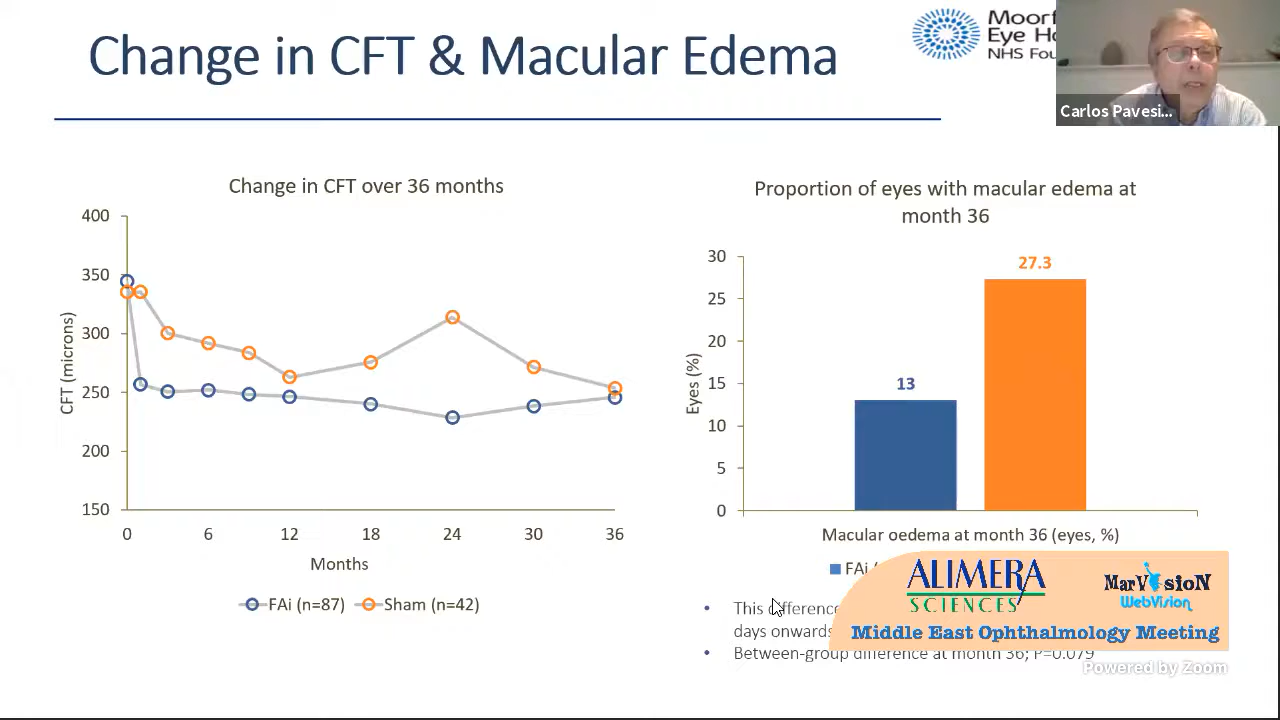 Change in CFT & Macular Edema
Moorf
Eye Ho
NHS Fou
Carlos Pavesi...
Change in CFT over 36 months
400
350
300
250
200
150
CFT (microns)
0 6 12 18 24 30 36
Months
FAi (n=87) Sham (n=42)
Proportion of eyes with macular edema at
month 36
30
25
20
15
10
5
0
Eyes (%)
13
27.3
Macular oedema at month 36 (eyes, %)
FAi
• This difference
days onwards
• Between-group difference at month 36; P=0.079
ALIMERA
SCIENCES
MarVisioN
WebVision
Middle East Ophthalmology Meeting
Powered by Zoom